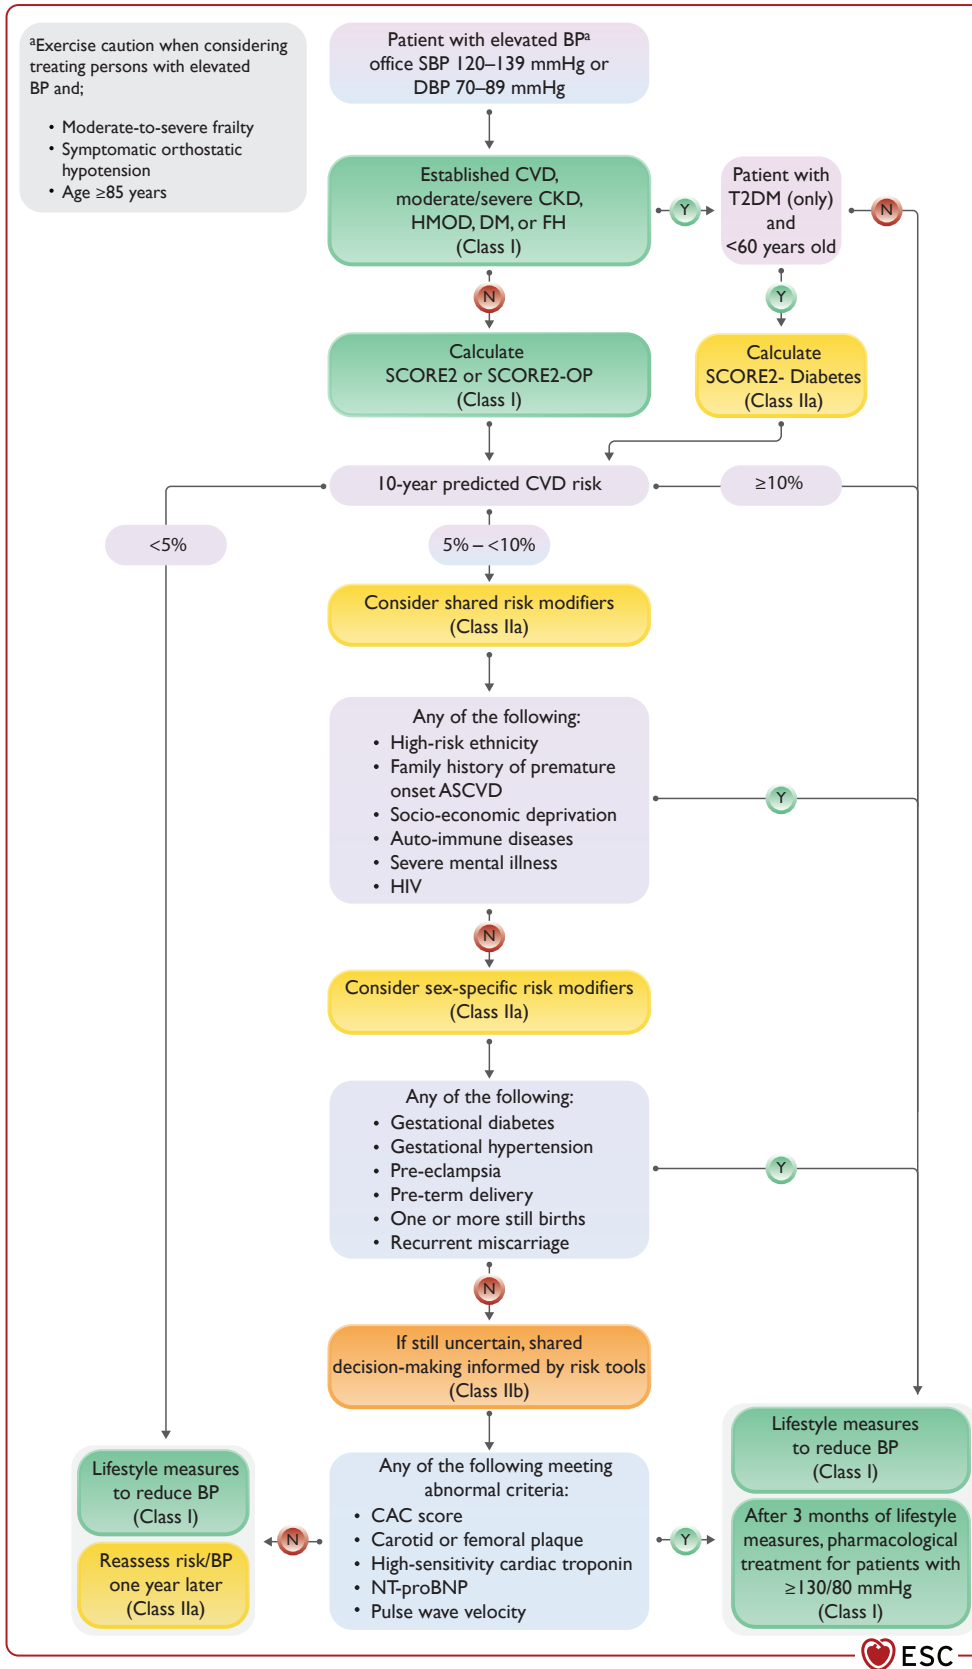 ᵃExercise caution when considering
treating persons with elevated
BP and;
• Moderate-to-severe frailty
• Symptomatic orthostatic
hypotension
• Age ≥85 years
Patient with elevated BPᵃ
office SBP 120–139 mmHg or
DBP 70–89 mmHg
Established CVD,
moderate/severe CKD,
HMOD, DM, or FH
(Class I)
Y
Patient with
T2DM (only)
and
<60 years old
N
N
Y
Calculate
SCORE2 or SCORE2-OP
(Class I)
Calculate
SCORE2- Diabetes
(Class IIa)
10-year predicted CVD risk
≥10%
<5%
5% – <10%
Consider shared risk modifiers
(Class IIa)
Any of the following:
• High-risk ethnicity
• Family history of premature
onset ASCVD
• Socio-economic deprivation
• Auto-immune diseases
• Severe mental illness
• HIV
Y
N
Consider sex-specific risk modifiers
(Class IIa)
Any of the following:
• Gestational diabetes
• Gestational hypertension
• Pre-eclampsia
• Pre-term delivery
• One or more still births
• Recurrent miscarriage
Y
N
If still uncertain, shared
decision-making informed by risk tools
(Class IIb)
Any of the following meeting
abnormal criteria:
• CAC score
• Carotid or femoral plaque
• High-sensitivity cardiac troponin
• NT-proBNP
• Pulse wave velocity
N
Y
Lifestyle measures
to reduce BP
(Class I)
Reassess risk/BP
one year later
(Class IIa)
Lifestyle measures
to reduce BP
(Class I)
After 3 months of lifestyle
measures, pharmacological
treatment for patients with
≥130/80 mmHg
(Class I)
ESC